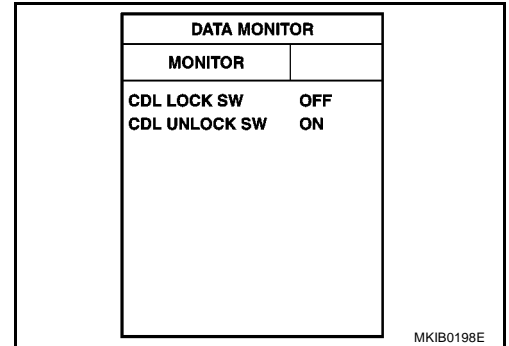 DATA MONITOR
MONITOR
CDL LOCK SW OFF
CDL UNLOCK SW ON
MKIB0198E